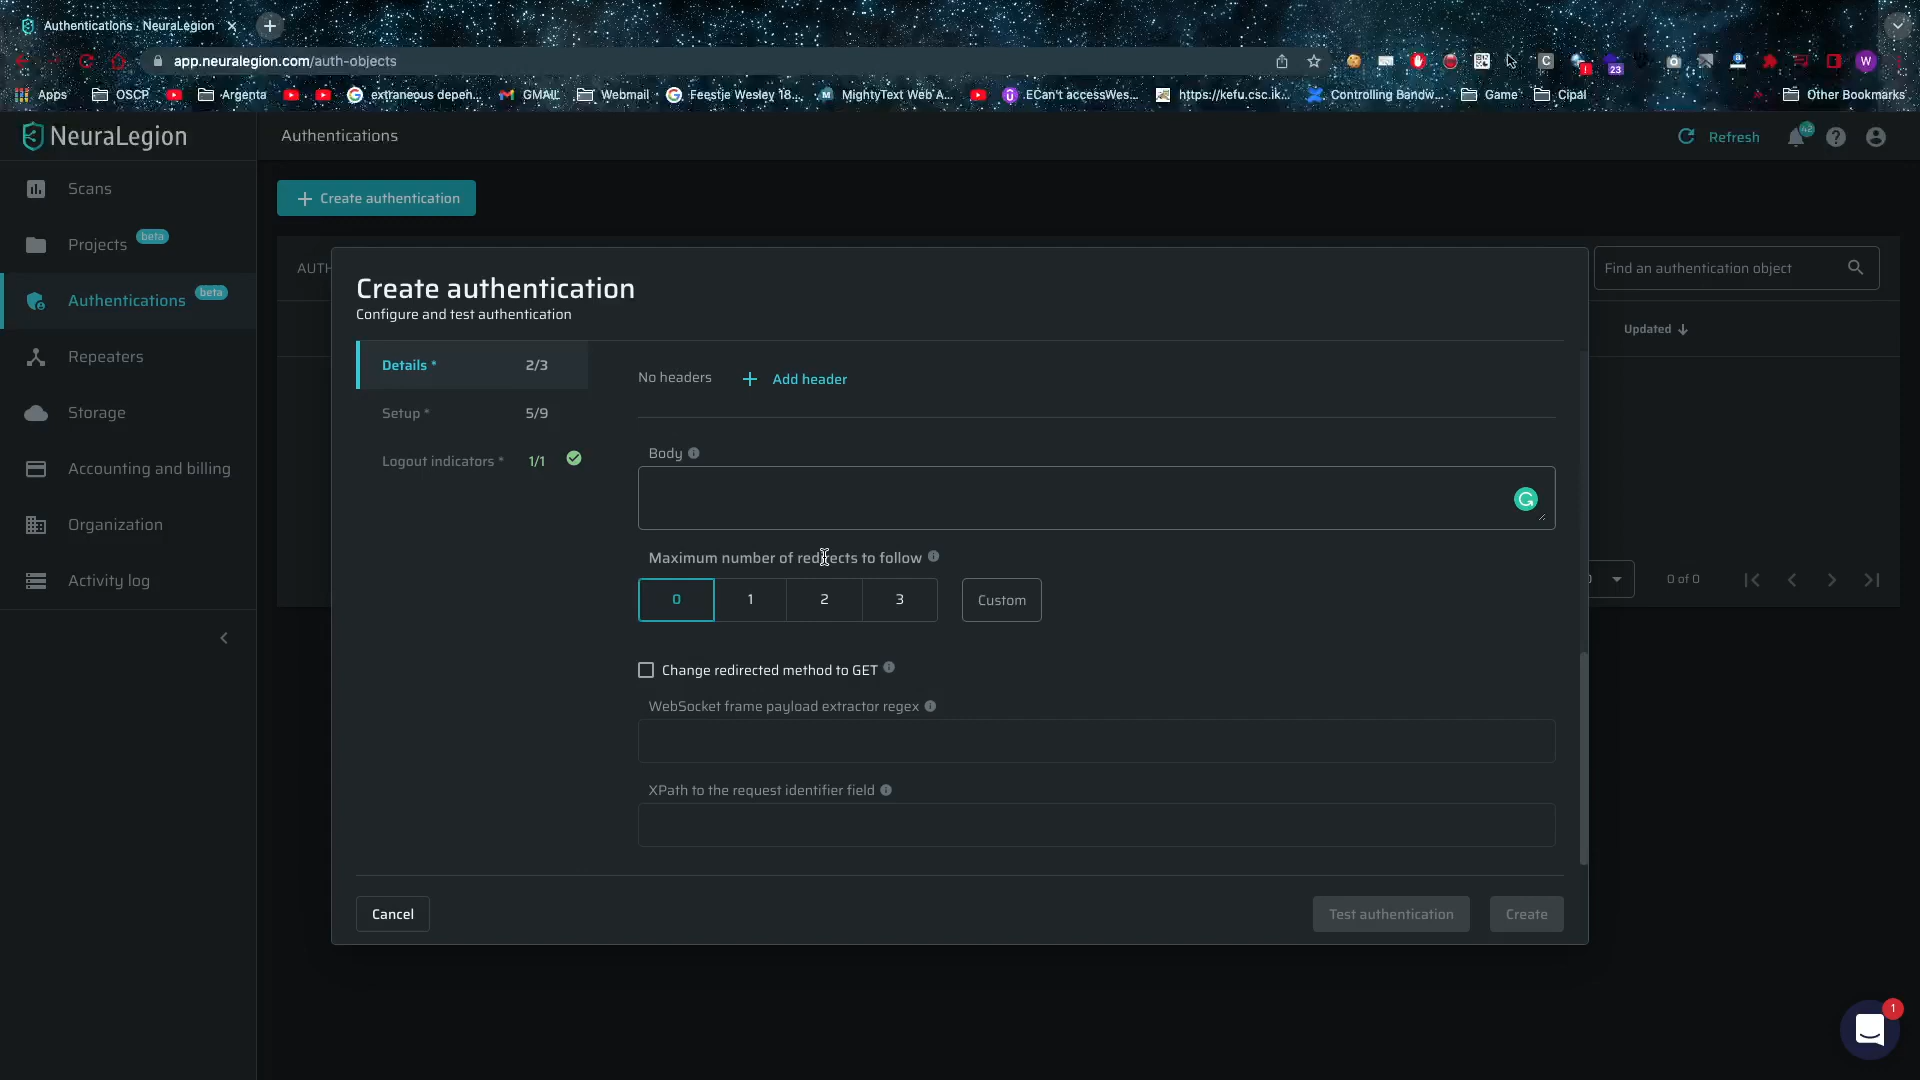 Authentications · NeuraLegion
app.neuralegion.com/auth-objects
23
W
Apps
OSCP
Argenta
extraneous depen...
GMAIL
Webmail
Feestje Wesley 18...
MightyText Web A...
ECan't accessWes...
https://kefu.csc.ik...
Controlling Bandw...
Game
Cipal
Other Bookmarks
NeuraLegion
Authentications
Refresh
42
Scans
Projects beta
Authentications beta
Repeaters
Storage
Accounting and billing
Organization
Activity log
Create authentication
AUTH
Find an authentication object
Updated
0 of 0
Create authentication
Configure and test authentication
Details * 2/3
Setup * 5/9
Logout indicators * 1/1
No headers
Add header
Body
Maximum number of redirects to follow
0 1 2 3 Custom
Change redirected method to GET
WebSocket frame payload extractor regex
XPath to the request identifier field
Cancel
Test authentication
Create
1